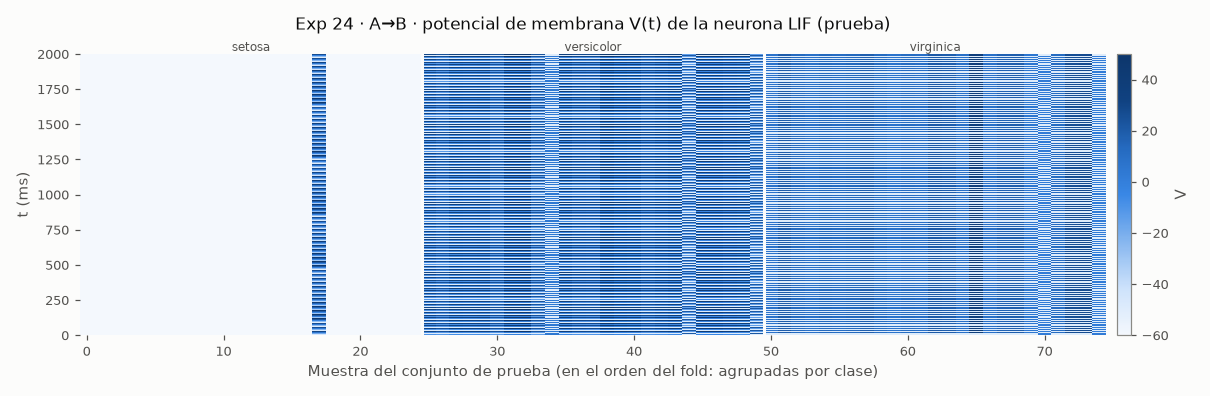 Exp 24 · A→B · potencial de membrana V(t) de la neurona LIF (prueba)
setosa versicolor virginica
2000
1750
1500
1250
1000
750
500
250
0
t (ms)
0 10 20 30 40 50 60 70
Muestra del conjunto de prueba (en el orden del fold: agrupadas por clase)
40
20
0
−20
−40
−60
V